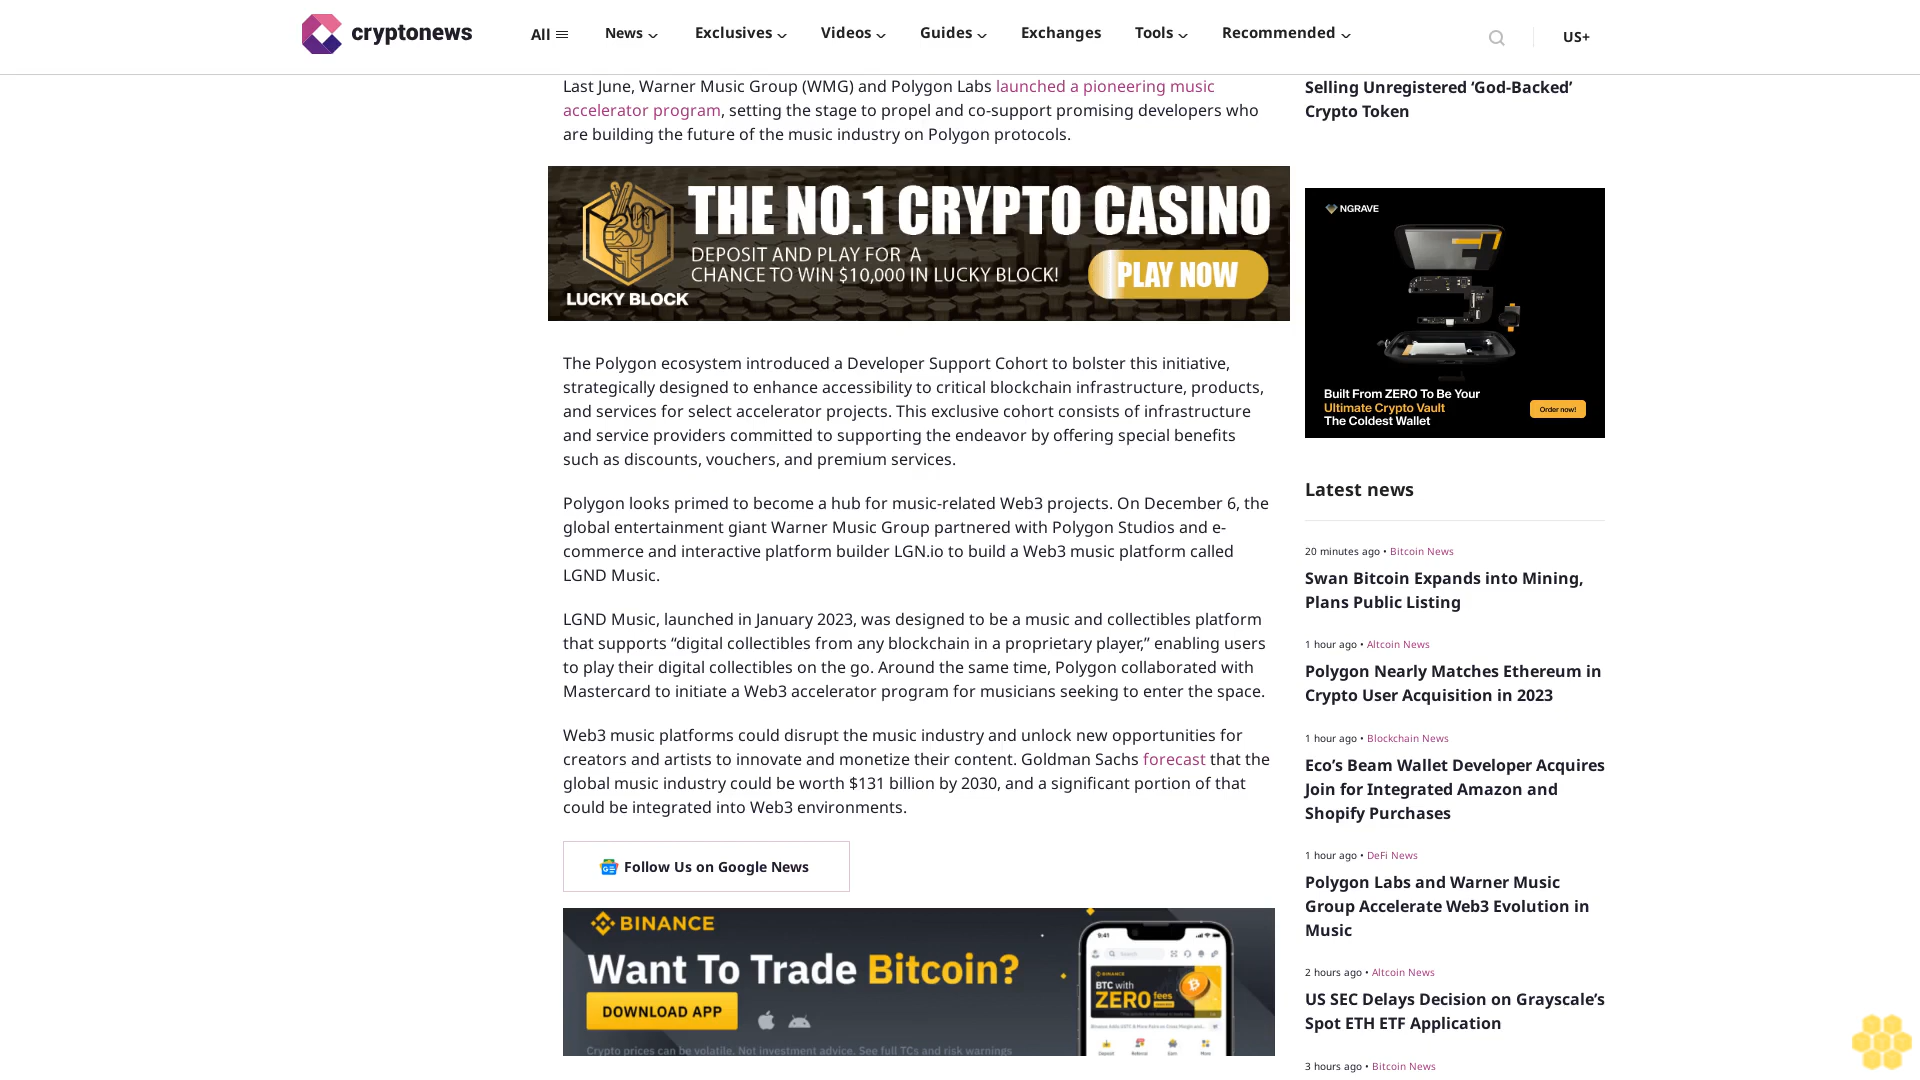 cryptonews
All
News
Exclusives
Videos
Guides
Exchanges
Tools
Recommended
US+
Last June, Warner Music Group (WMG) and Polygon Labs launched a pioneering music
accelerator program, setting the stage to propel and co-support promising developers who
are building the future of the music industry on Polygon protocols.
THE NO.1 CRYPTO CASINO
DEPOSIT AND PLAY FOR A
CHANCE TO WIN $10,000 IN LUCKY BLOCK!
PLAY NOW
LUCKY BLOCK
The Polygon ecosystem introduced a Developer Support Cohort to bolster this initiative,
strategically designed to enhance accessibility to critical blockchain infrastructure, products,
and services for select accelerator projects. This exclusive cohort consists of infrastructure
and service providers committed to supporting the endeavor by offering special benefits
such as discounts, vouchers, and premium services.
Polygon looks primed to become a hub for music-related Web3 projects. On December 6, the
global entertainment giant Warner Music Group partnered with Polygon Studios and e-
commerce and interactive platform builder LGN.io to build a Web3 music platform called
LGND Music.
LGND Music, launched in January 2023, was designed to be a music and collectibles platform
that supports “digital collectibles from any blockchain in a proprietary player,” enabling users
to play their digital collectibles on the go. Around the same time, Polygon collaborated with
Mastercard to initiate a Web3 accelerator program for musicians seeking to enter the space.
Web3 music platforms could disrupt the music industry and unlock new opportunities for
creators and artists to innovate and monetize their content. Goldman Sachs forecast that the
global music industry could be worth $131 billion by 2030, and a significant portion of that
could be integrated into Web3 environments.
Follow Us on Google News
BINANCE
Want To Trade Bitcoin?
DOWNLOAD APP
Crypto prices can be volatile. Not investment advice. See full TCs and risk warnings
9:41
Search
BINANCE
BTC with
ZERO fees
Deposit
Referral
Earn
More
Selling Unregistered ‘God-Backed’
Crypto Token
NGRAVE
Built From ZERO To Be Your
Ultimate Crypto Vault
The Coldest Wallet
Order now!
Latest news
20 minutes ago • Bitcoin News
Swan Bitcoin Expands into Mining,
Plans Public Listing
1 hour ago • Altcoin News
Polygon Nearly Matches Ethereum in
Crypto User Acquisition in 2023
1 hour ago • Blockchain News
Eco’s Beam Wallet Developer Acquires
Join for Integrated Amazon and
Shopify Purchases
1 hour ago • DeFi News
Polygon Labs and Warner Music
Group Accelerate Web3 Evolution in
Music
2 hours ago • Altcoin News
US SEC Delays Decision on Grayscale’s
Spot ETH ETF Application
3 hours ago • Bitcoin News